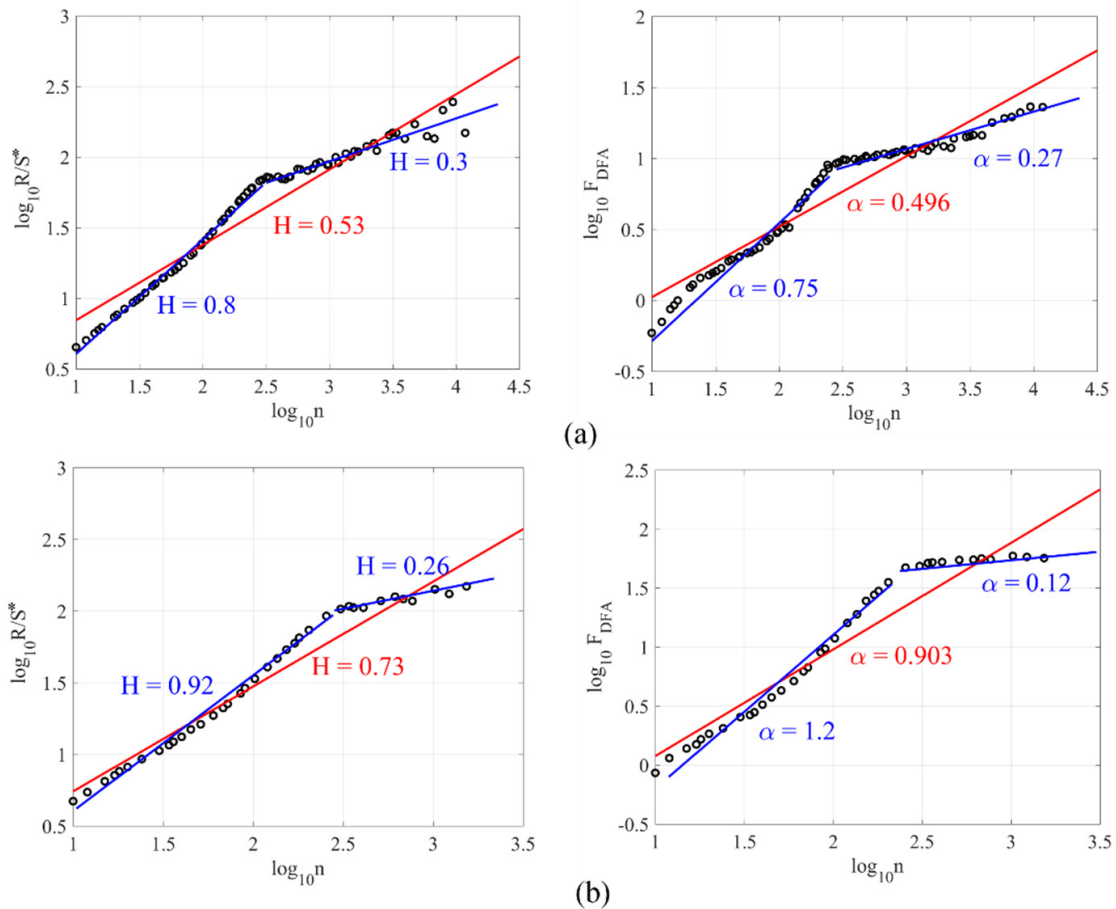 3
2.5
2
1.5
1
0.5
1
1.5
2
2.5
3
3.5
4
4.5
log10R/S*
log10n
H = 0.3
H = 0.53
H = 0.8
2
1.5
1
0.5
0
-0.5
1
1.5
2
2.5
3
3.5
4
4.5
log10 FDFA
log10n
α = 0.27
α = 0.496
α = 0.75
(a)
3
2.5
2
1.5
1
0.5
1
1.5
2
2.5
3
3.5
log10R/S*
log10n
H = 0.26
H = 0.73
H = 0.92
2.5
2
1.5
1
0.5
0
-0.5
1
1.5
2
2.5
3
3.5
log10 FDFA
log10n
α = 0.12
α = 0.903
α = 1.2
(b)